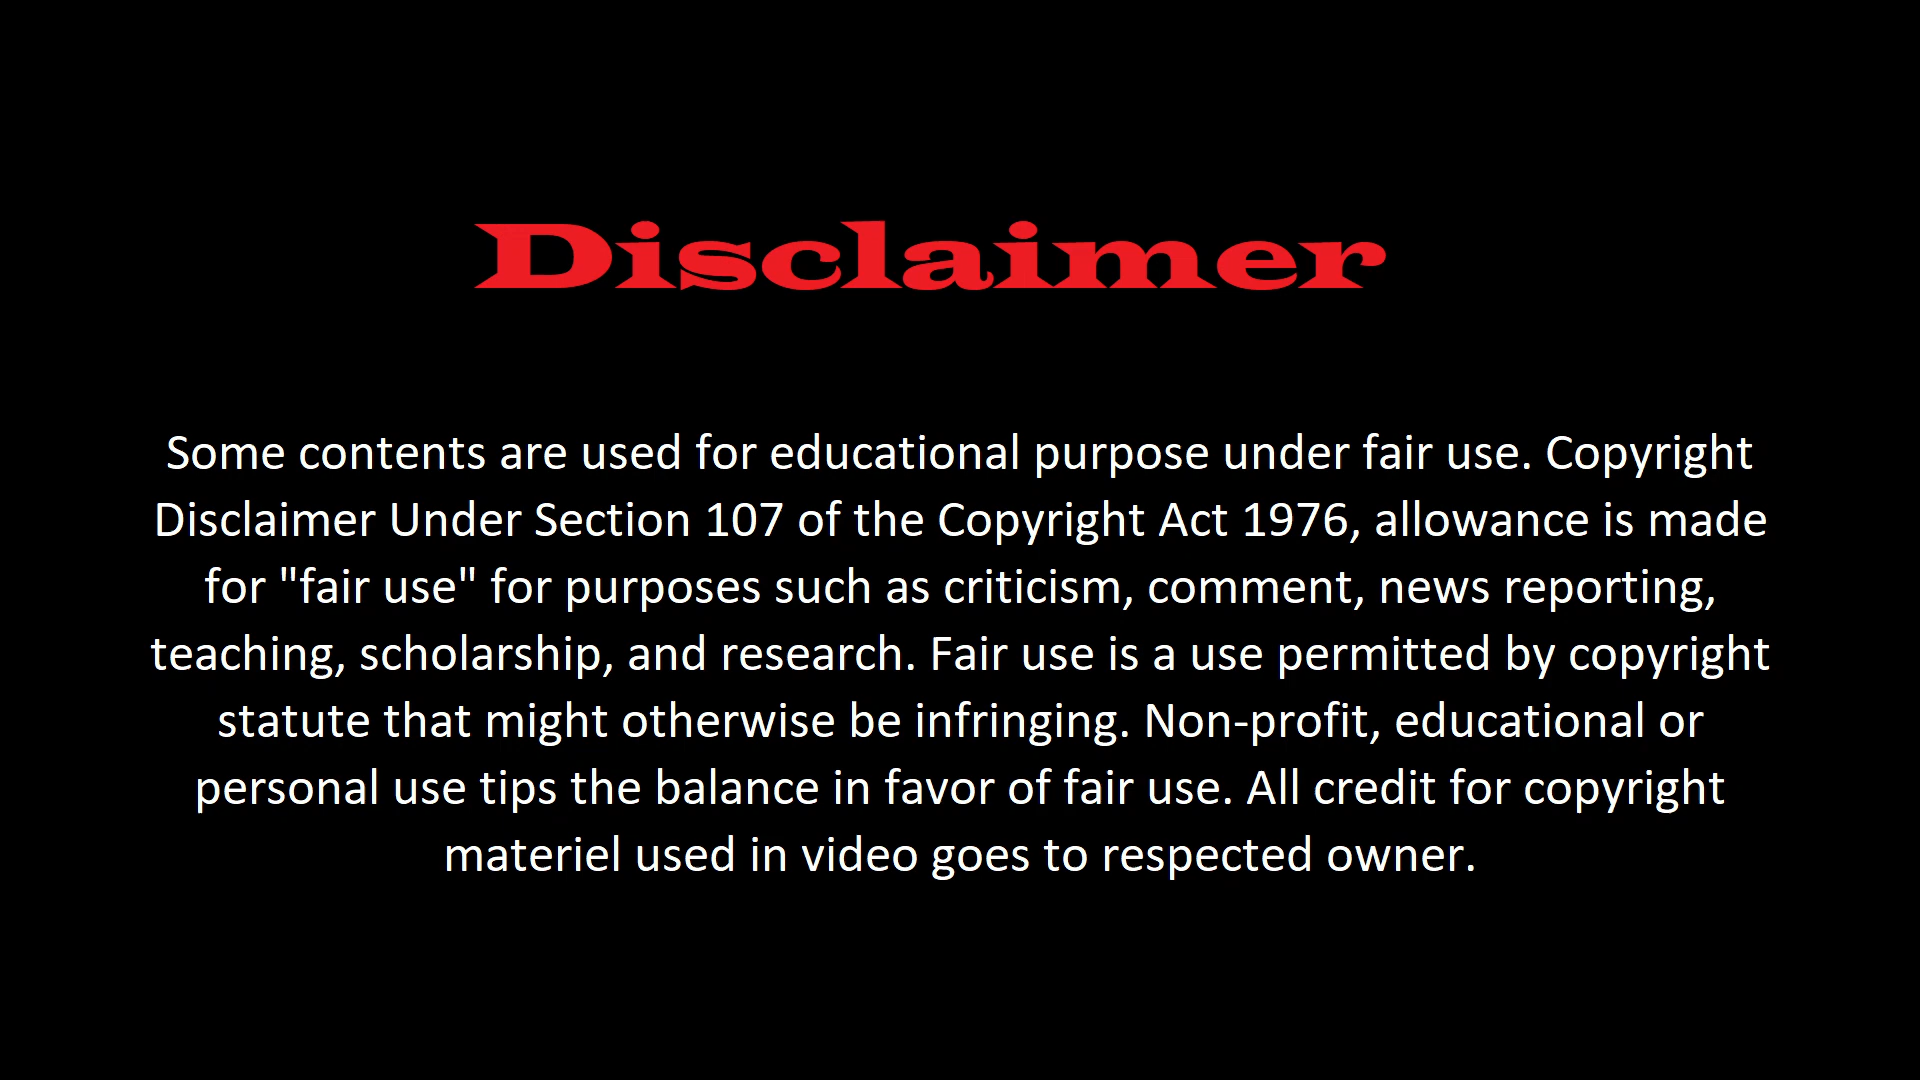 Disclaimer
Some contents are used for educational purpose under fair use. Copyright
Disclaimer Under Section 107 of the Copyright Act 1976, allowance is made
for "fair use" for purposes such as criticism, comment, news reporting,
teaching, scholarship, and research. Fair use is a use permitted by copyright
statute that might otherwise be infringing. Non-profit, educational or
personal use tips the balance in favor of fair use. All credit for copyright
materiel used in video goes to respected owner.